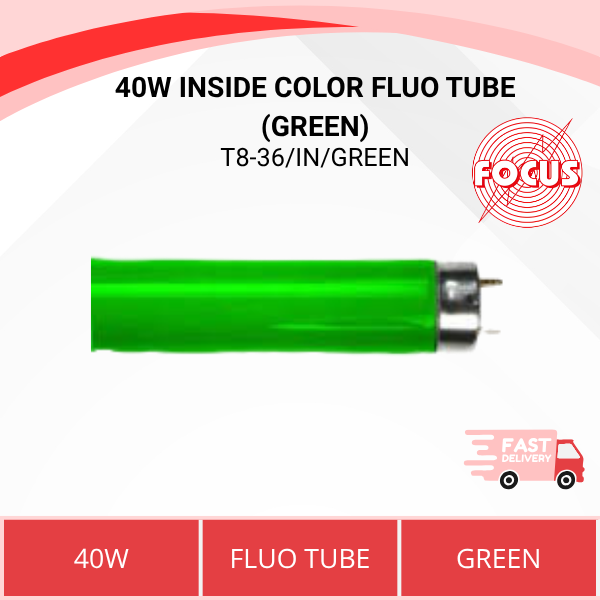 40W INSIDE COLOR FLUO TUBE
(GREEN)
T8-36/IN/GREEN
FOCUS
FAST
DELIVERY
40W
FLUO TUBE
GREEN